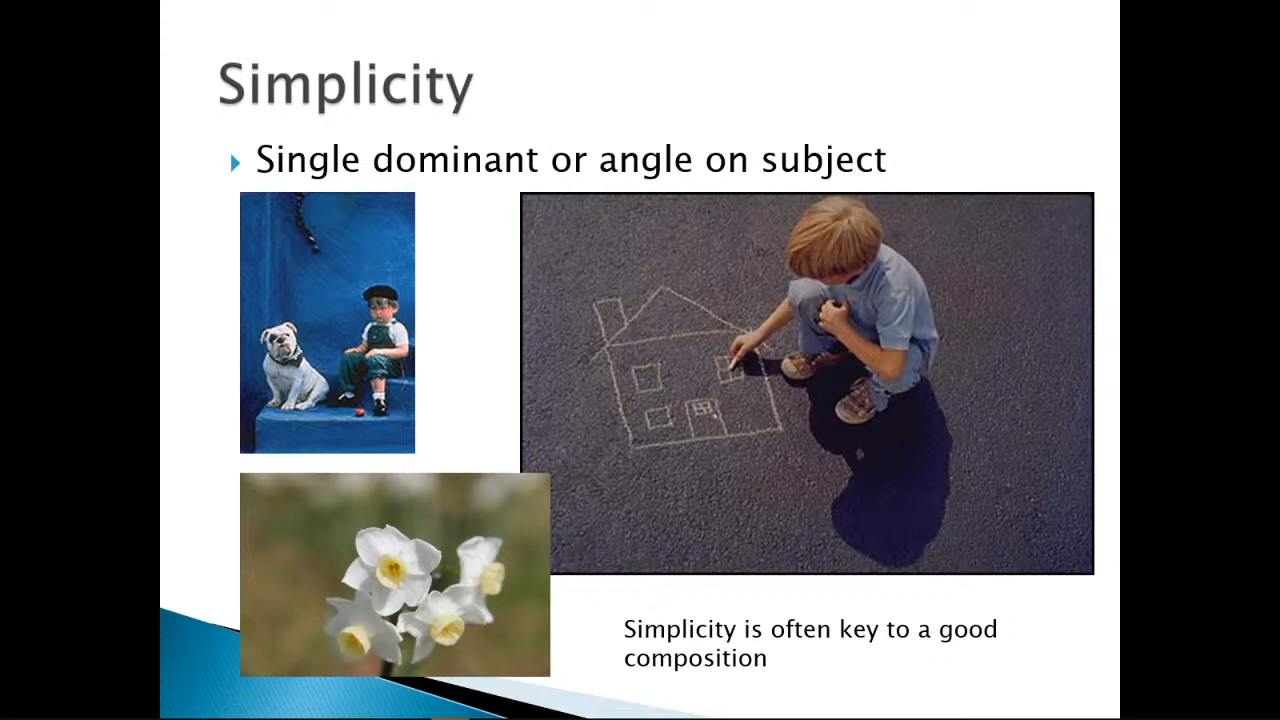 Simplicity
Single dominant or angle on subject
Simplicity is often key to a good
composition